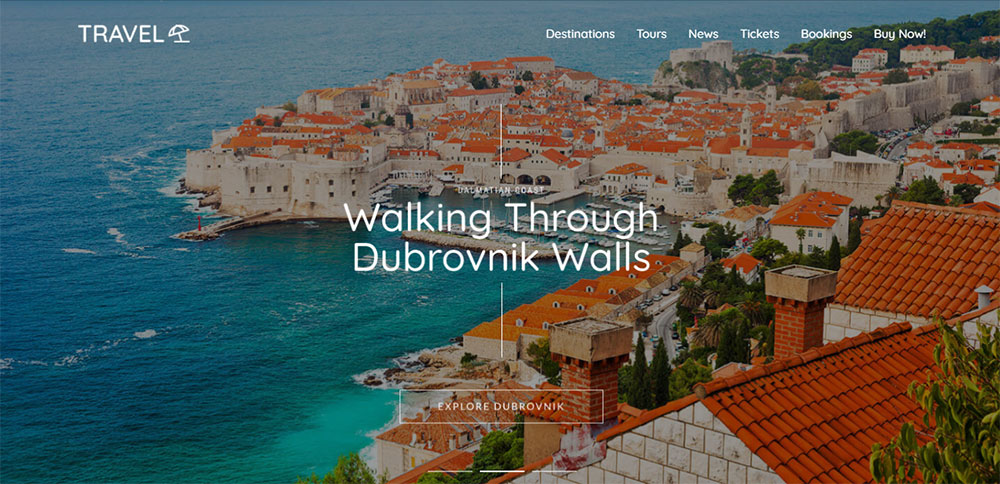 TRAVEL
Destinations Tours News Tickets Bookings Buy Now!
DALMATIAN COAST
Walking Through
Dubrovnik Walls
EXPLORE DUBROVNIK